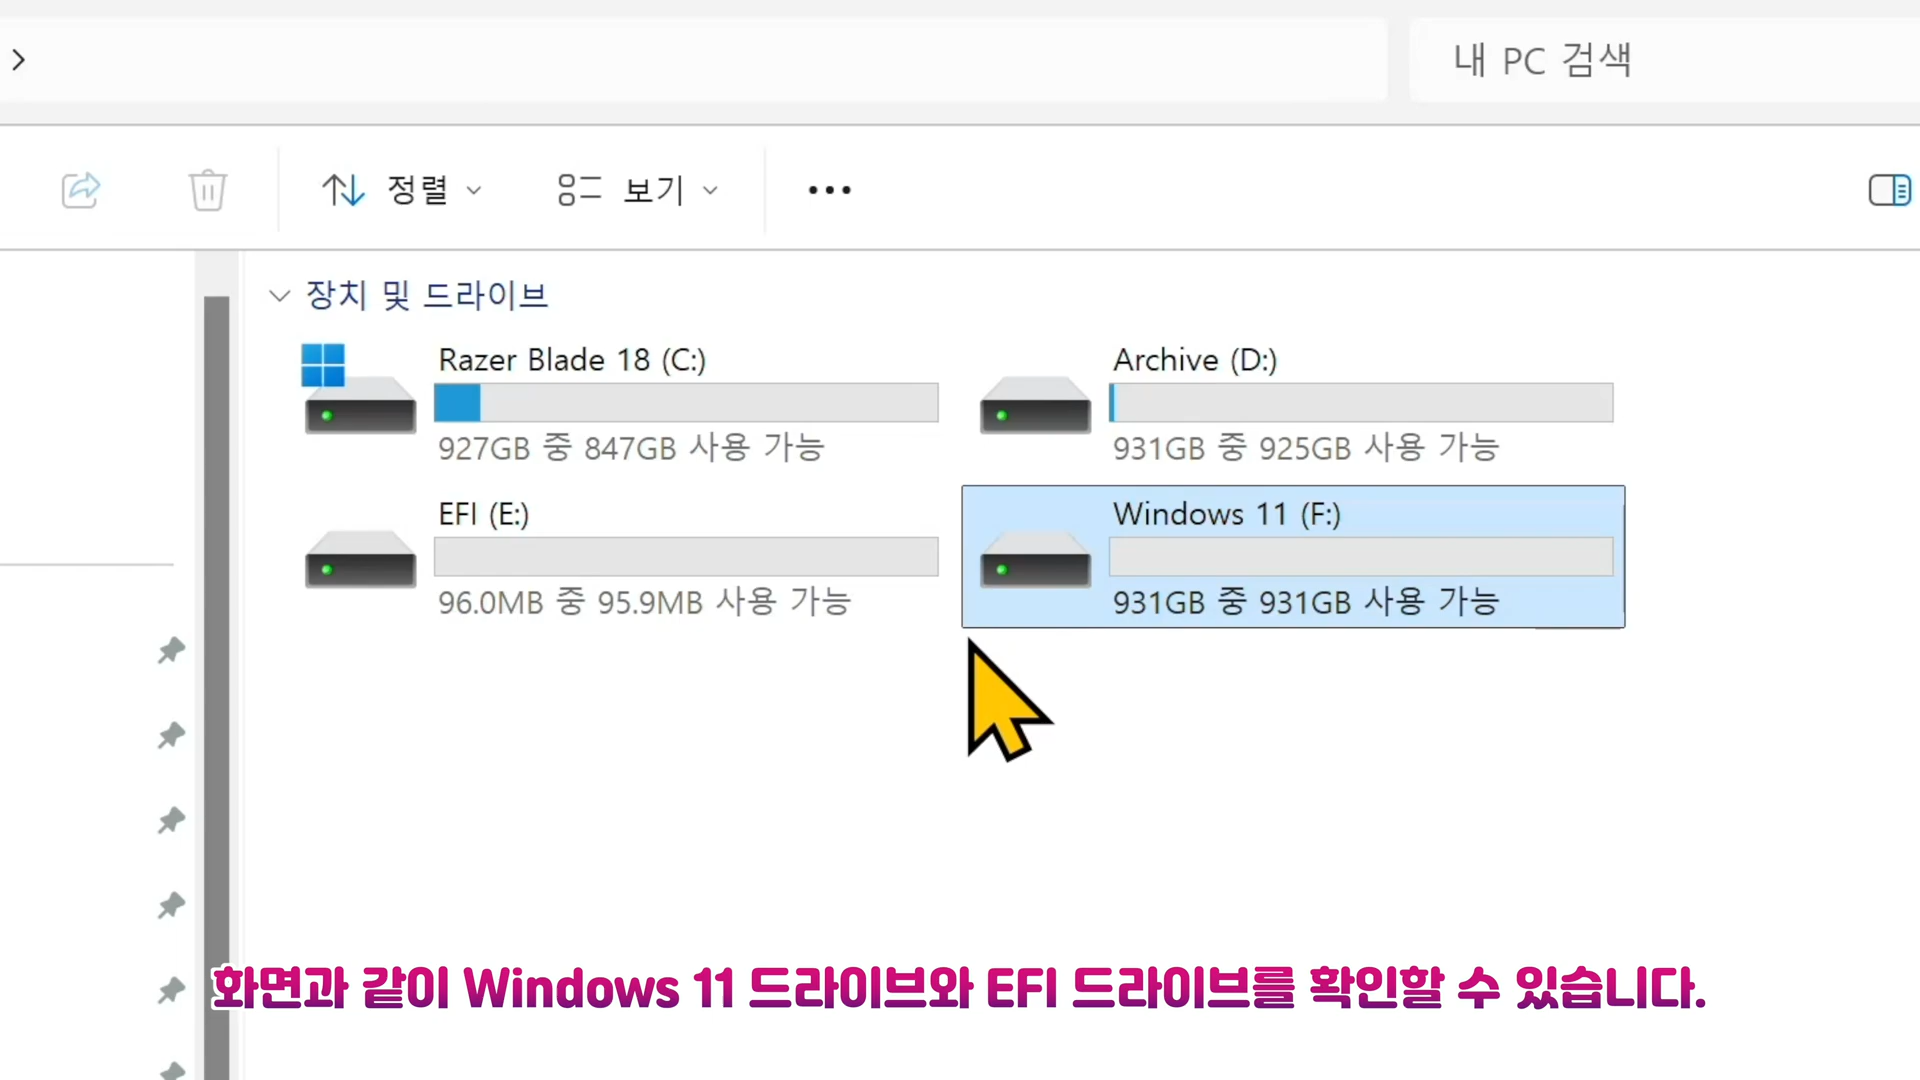 내 PC 검색
정렬
보기
장치 및 드라이브
Razer Blade 18 (C:)
927GB 중 847GB 사용 가능
Archive (D:)
931GB 중 925GB 사용 가능
EFI (E:)
96.0MB 중 95.9MB 사용 가능
Windows 11 (F:)
931GB 중 931GB 사용 가능
화면과 같이 Windows 11 드라이브와 EFI 드라이브를 확인할 수 있습니다.